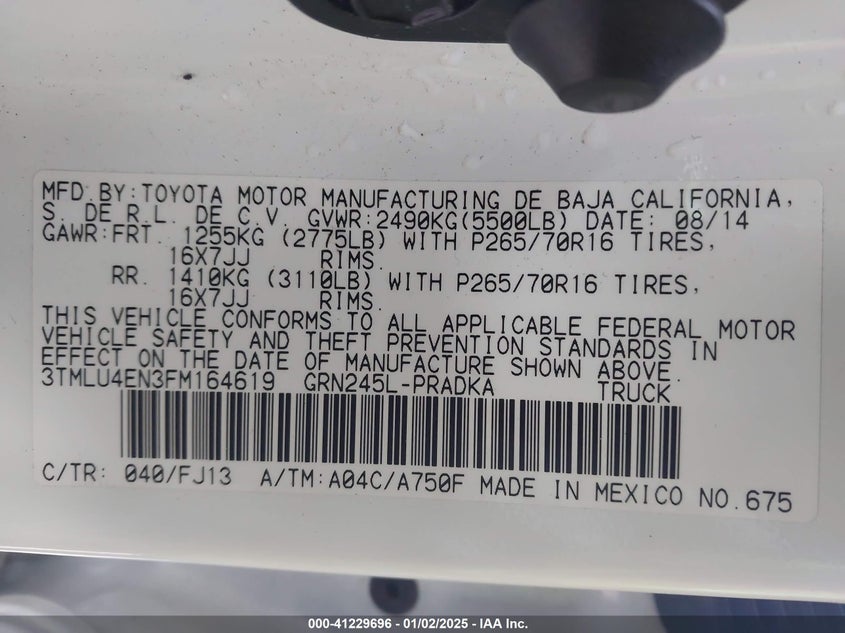 MFD.BY:TOYOTA MOTOR MANUFACTURING DE BAJA CALIFORNIA,
S. DE R.L. DE C.V. GVWR:2490KG(5500LB) DATE: 08/14
GAWR:FRT. 1255KG (2775LB) WITH P265/70R16 TIRES,
16X7JJ RIMS.
RR. 1410KG (3110LB) WITH P265/70R16 TIRES,
16X7JJ RIMS.
THIS VEHICLE CONFORMS TO ALL APPLICABLE FEDERAL MOTOR
VEHICLE SAFETY AND THEFT PREVENTION STANDARDS IN
EFFECT ON THE DATE OF MANUFACTURE SHOWN ABOVE.
3TMLU4EN3FM164619 GRN245L-PRADKA TRUCK
C/TR: 040/FJ13 A/TM:A04C/A750F MADE IN MEXICO NO.675
000-41229696 | 01/02/2025 - IAA Inc.